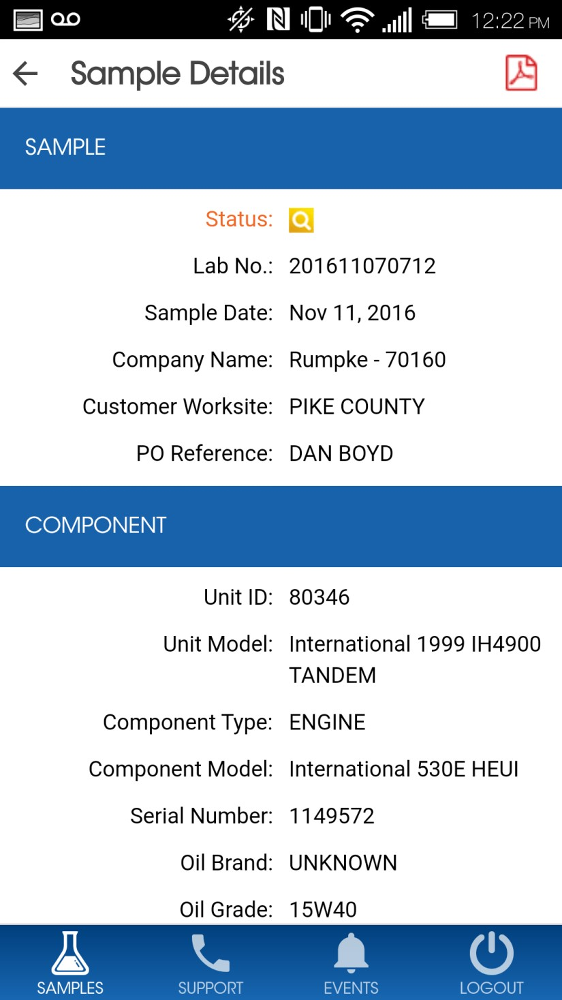 12:22 PM
Sample Details
SAMPLE
Status:
Lab No.: 201611070712
Sample Date: Nov 11, 2016
Company Name: Rumpke - 70160
Customer Worksite: PIKE COUNTY
PO Reference: DAN BOYD
COMPONENT
Unit ID: 80346
Unit Model: International 1999 IH4900
TANDEM
Component Type: ENGINE
Component Model: International 530E HEUI
Serial Number: 1149572
Oil Brand: UNKNOWN
Oil Grade: 15W40
SAMPLES SUPPORT EVENTS LOGOUT